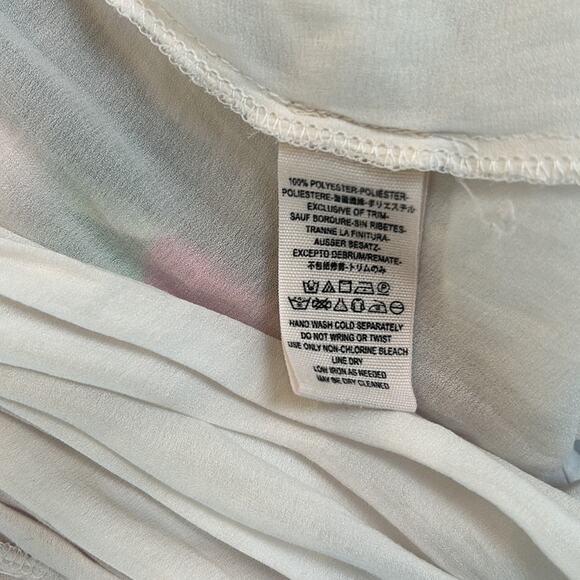 100% POLYESTER-POLIÉSTER-
POLIESTERE-聚酯纖維-ポリエステル
EXCLUSIVE OF TRIM-
SAUF BORDURE-SIN RIBETES-
TRANNE LA FINITURA-
AUSSER BESATZ-
EXCEPTO DEBRUM/REMATE-
不包括修飾-トリムのみ
HAND WASH COLD SEPARATELY
DO NOT WRING OR TWIST
USE ONLY NON-CHLORINE BLEACH
LINE DRY
LOW IRON AS NEEDED
MAY BE DRY CLEANED